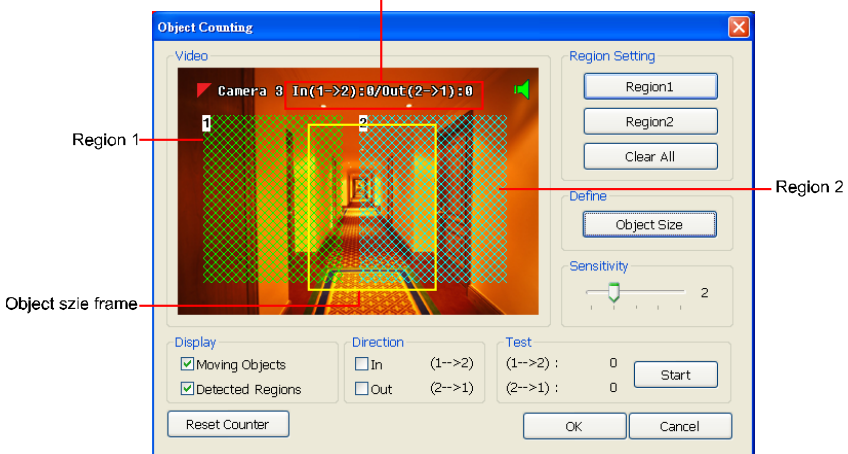 Object Counting
Video
Camera 3 In(1->2):0/Out(2->1):0
1
2
Region 1
Region 2
Object szie frame
Region Setting
Region1
Region2
Clear All
Define
Object Size
Sensitivity
2
Display
Moving Objects
Detected Regions
Direction
In (1-->2)
Out (2-->1)
Test
(1-->2) : 0
(2-->1) : 0
Start
Reset Counter
OK
Cancel